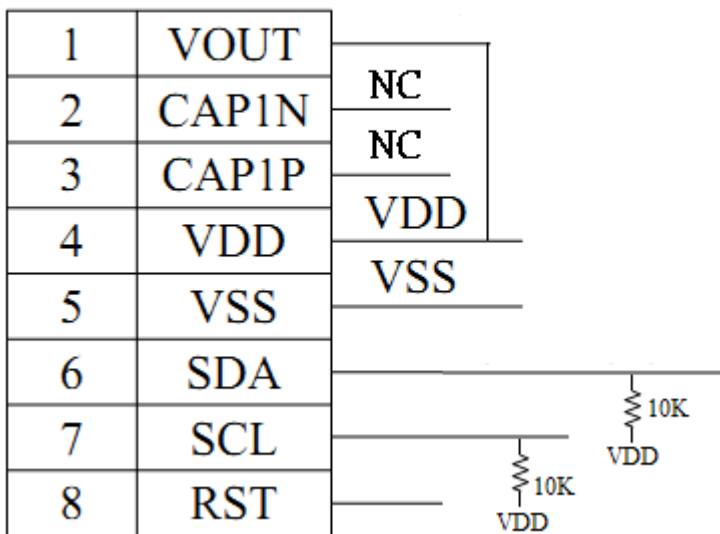 1 VOUT
2 CAP1N NC
3 CAP1P NC
4 VDD VDD
5 VSS VSS
6 SDA
10K
VDD
7 SCL
10K
VDD
8 RST